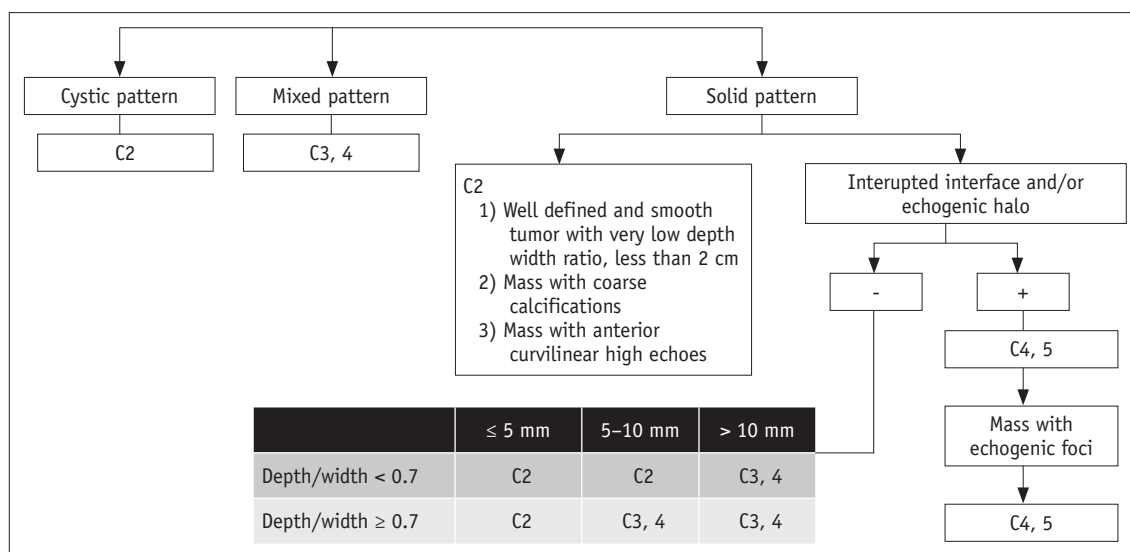 Cystic pattern
Mixed pattern
Solid pattern
C2
C3, 4
C2
1) Well defined and smooth
tumor with very low depth
width ratio, less than 2 cm
2) Mass with coarse
calcifications
3) Mass with anterior
curvilinear high echoes
Interupted interface and/or
echogenic halo
-
+
C4, 5
Mass with
echogenic foci
C4, 5
≤ 5 mm 5–10 mm > 10 mm
Depth/width < 0.7 C2 C2 C3, 4
Depth/width ≥ 0.7 C2 C3, 4 C3, 4